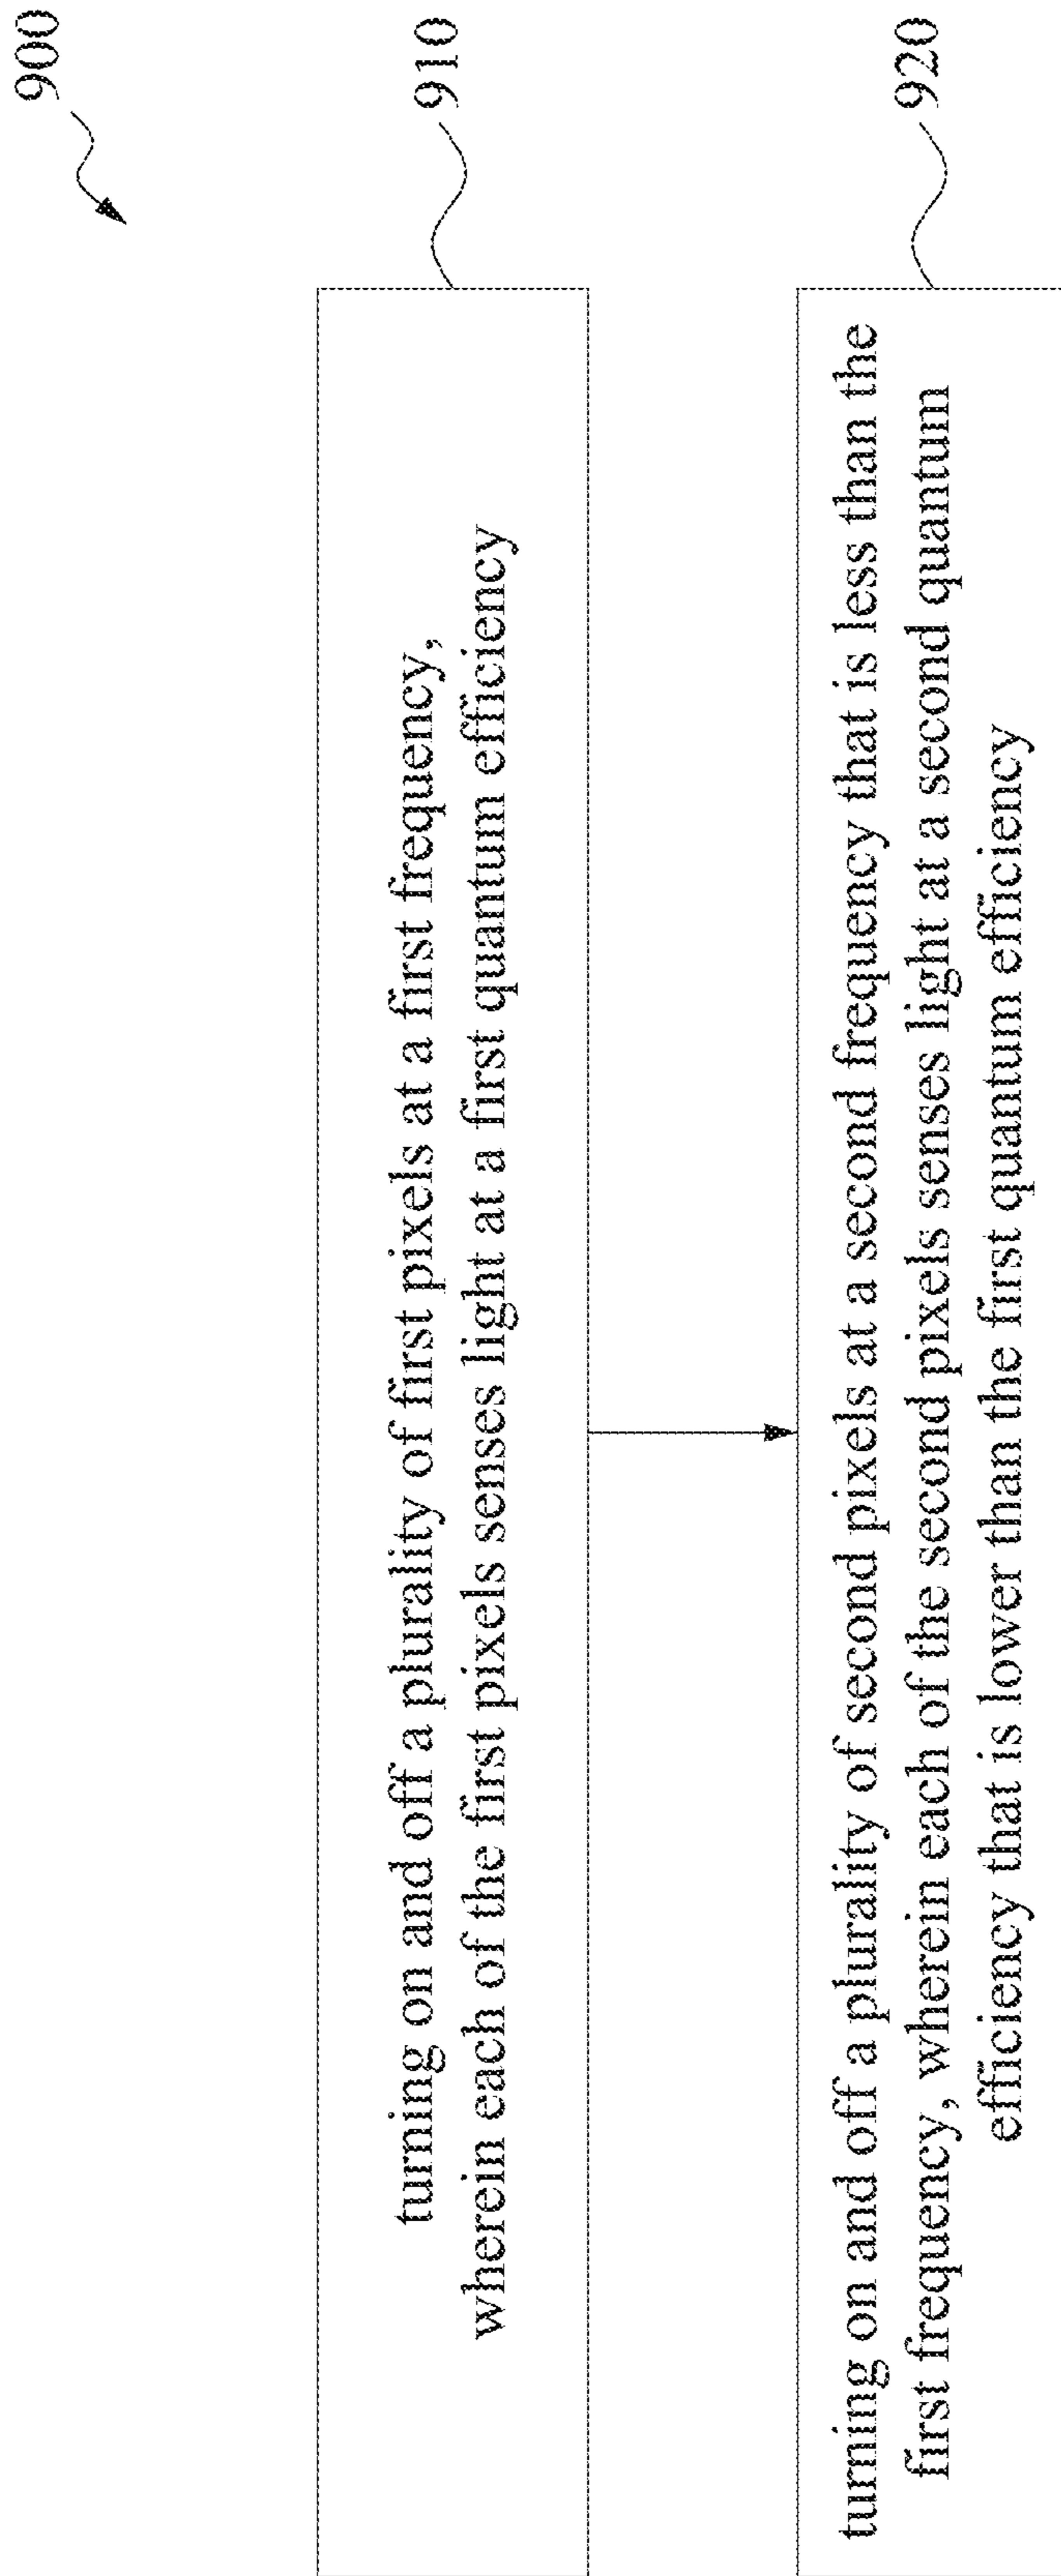 900
910
turning on and off a plurality of first pixels at a first frequency,
wherein each of the first pixels senses light at a first quantum efficiency
920
turning on and off a plurality of second pixels at a second frequency that is less than the
first frequency, wherein each of the second pixels senses light at a second quantum
efficiency that is lower than the first quantum efficiency